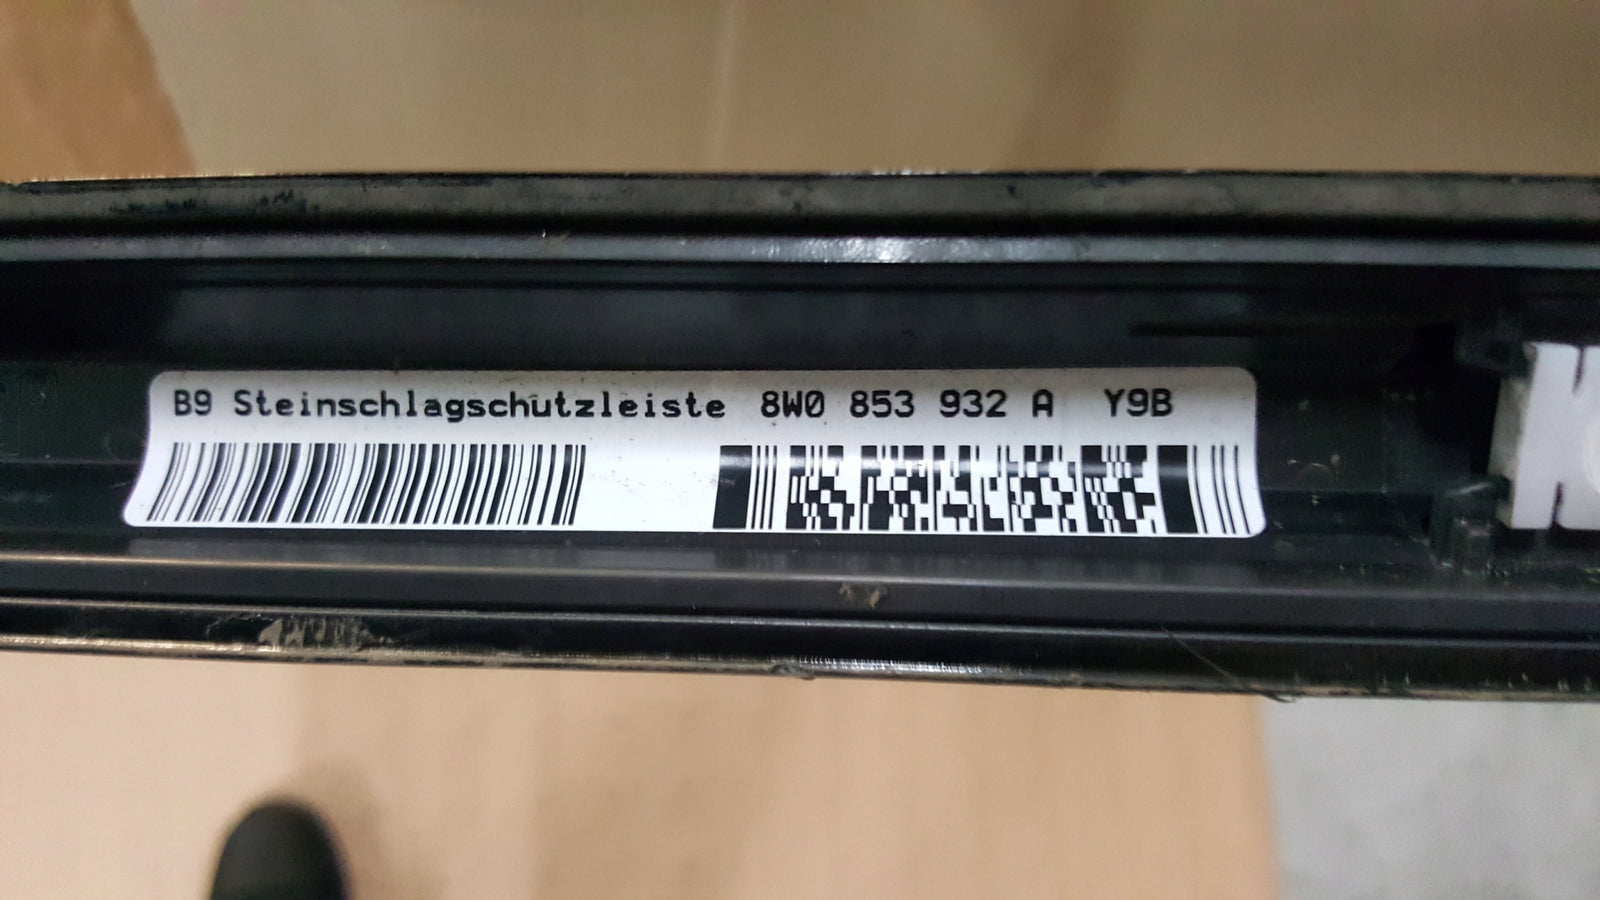 B9 Steinschlagschutzleiste 8W0 853 932 A Y9B